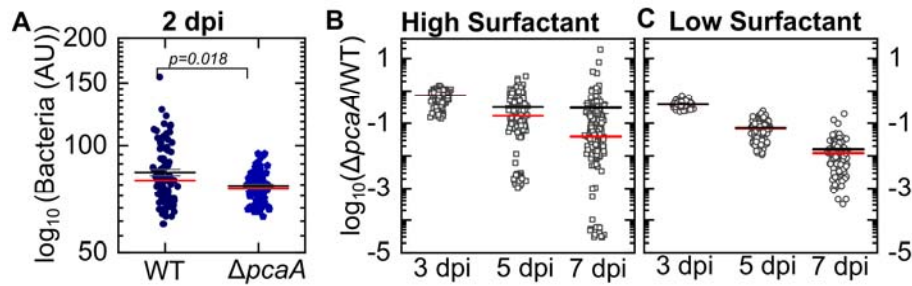 A
2 dpi
log10 (Bacteria (AU))
200
150
100
50
p=0.018
WT
ΔpcaA
B
High Surfactant
log10(ΔpcaA/WT)
1
-1
-3
-5
3 dpi
5 dpi
7 dpi
C
Low Surfactant
1
-1
-3
-5
3 dpi
5 dpi
7 dpi